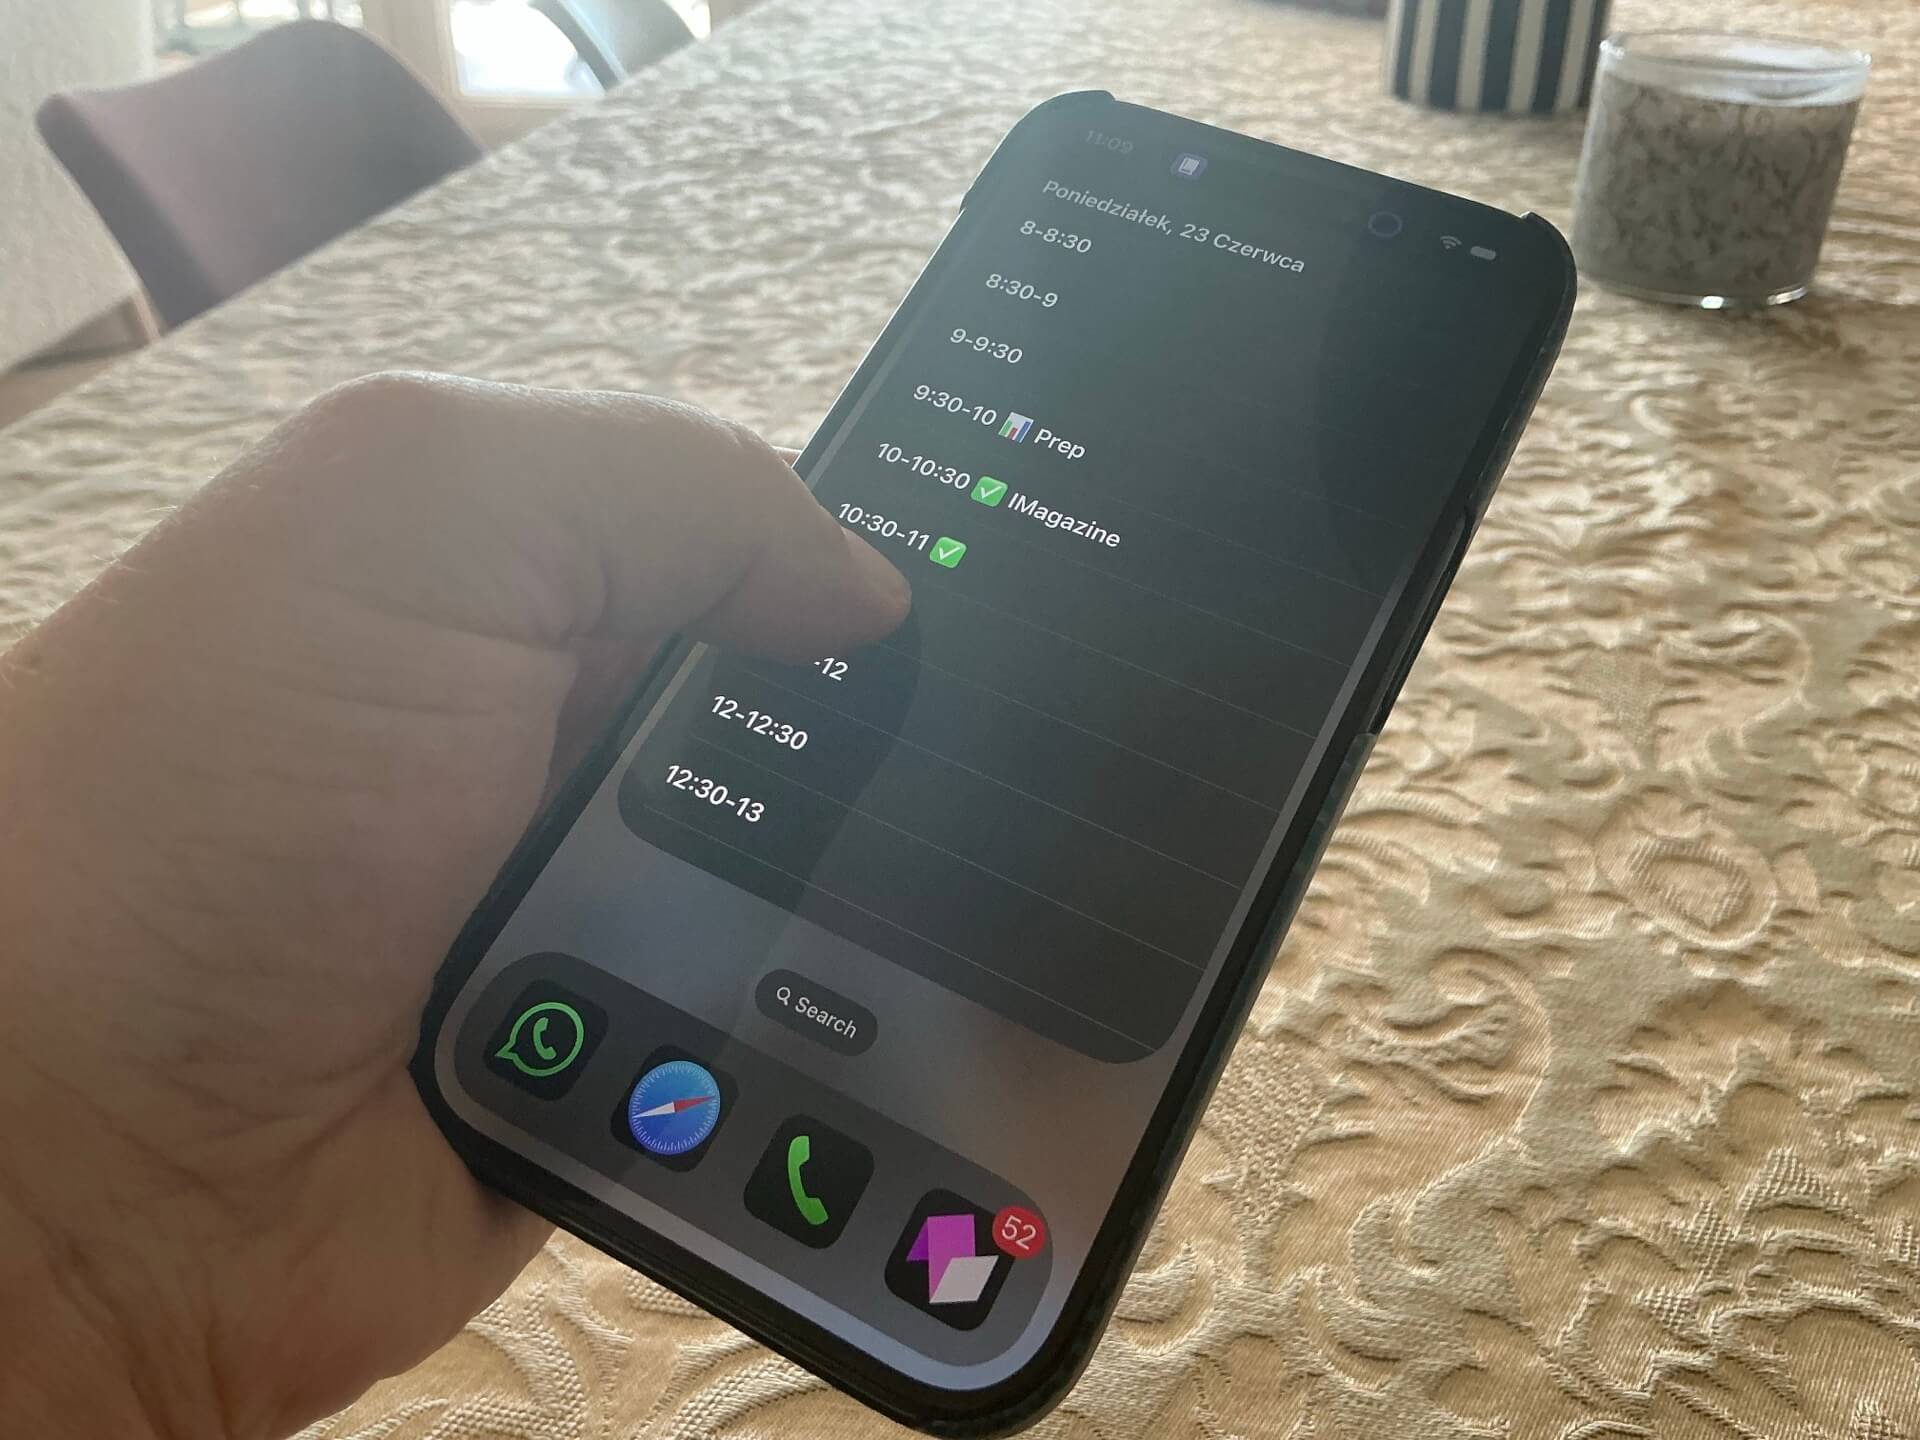 11:09
Poniedziałek, 23 Czerwca
8-8:30
8:30-9
9-9:30
9:30-10 📊 Prep
10-10:30 ✅ IMagazine
10:30-11 ✅
-12
12-12:30
12:30-13
Search
52